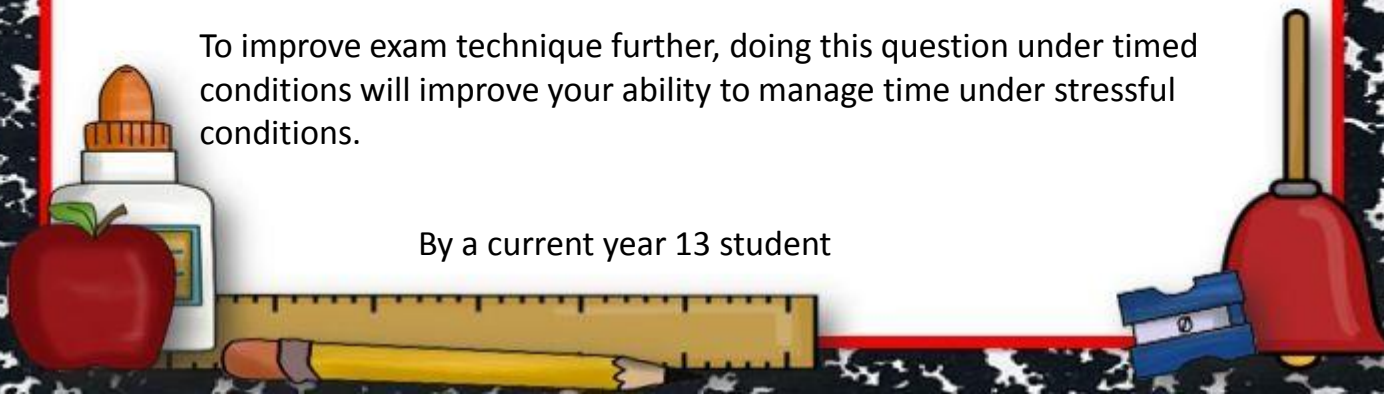 To improve exam technique further, doing this question under timed
conditions will improve your ability to manage time under stressful
conditions.
By a current year 13 student